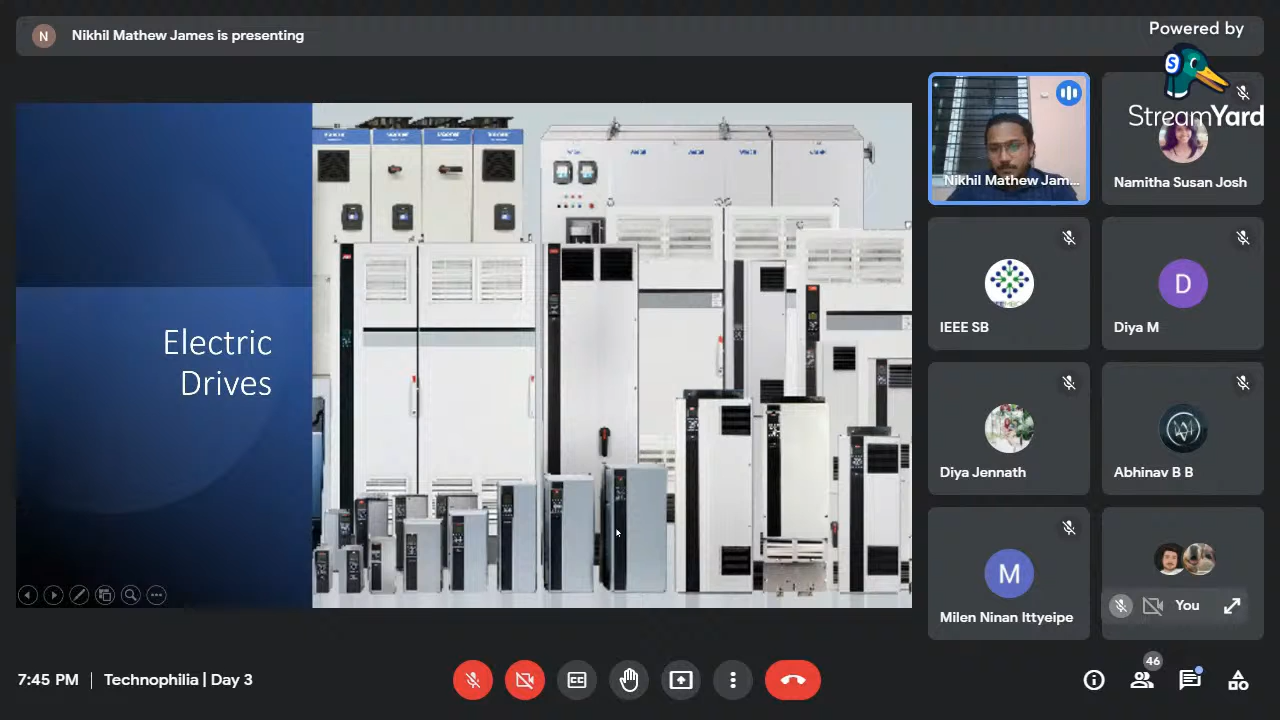 N
Nikhil Mathew James is presenting
Powered by
S
StreamYard
Electric
Drives
Nikhil Mathew Jam...
Namitha Susan Josh
IEEE SB
D
Diya M
Diya Jennath
Abhinav B B
M
Milen Ninan Ittyeipe
You
7:45 PM | Technophilia | Day 3
CC
46